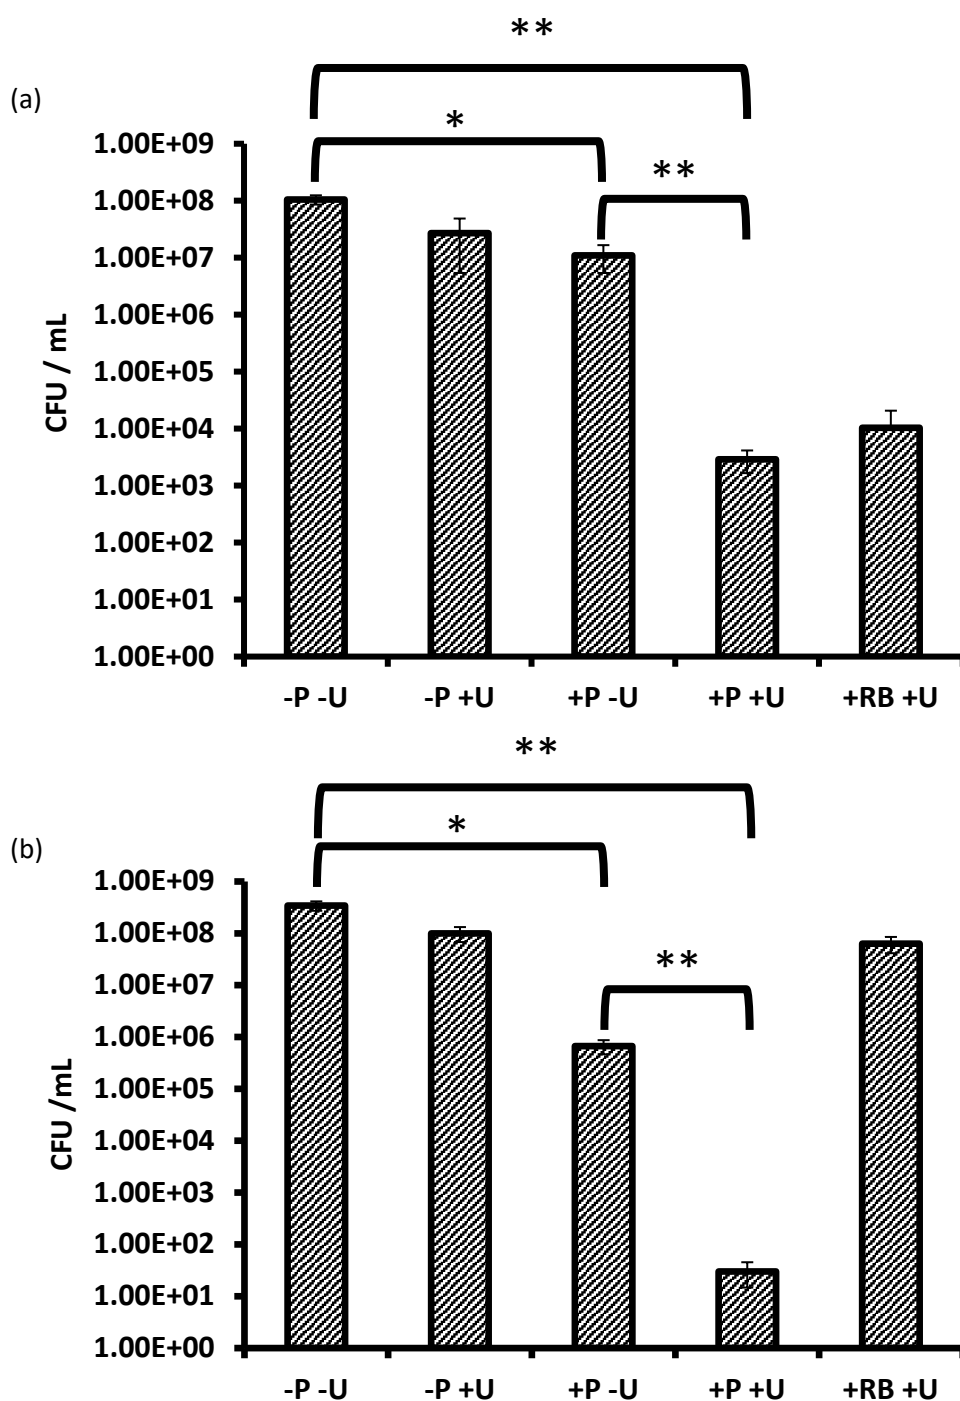 **
(a)
*
1.00E+09
**
1.00E+08
1.00E+07
1.00E+06
1.00E+05
1.00E+04
1.00E+03
1.00E+02
1.00E+01
1.00E+00
CFU / mL
-P -U -P +U +P -U +P +U +RB +U
**
*
(b)
1.00E+09
1.00E+08
**
1.00E+07
1.00E+06
1.00E+05
1.00E+04
1.00E+03
1.00E+02
1.00E+01
1.00E+00
CFU /mL
-P -U -P +U +P -U +P +U +RB +U